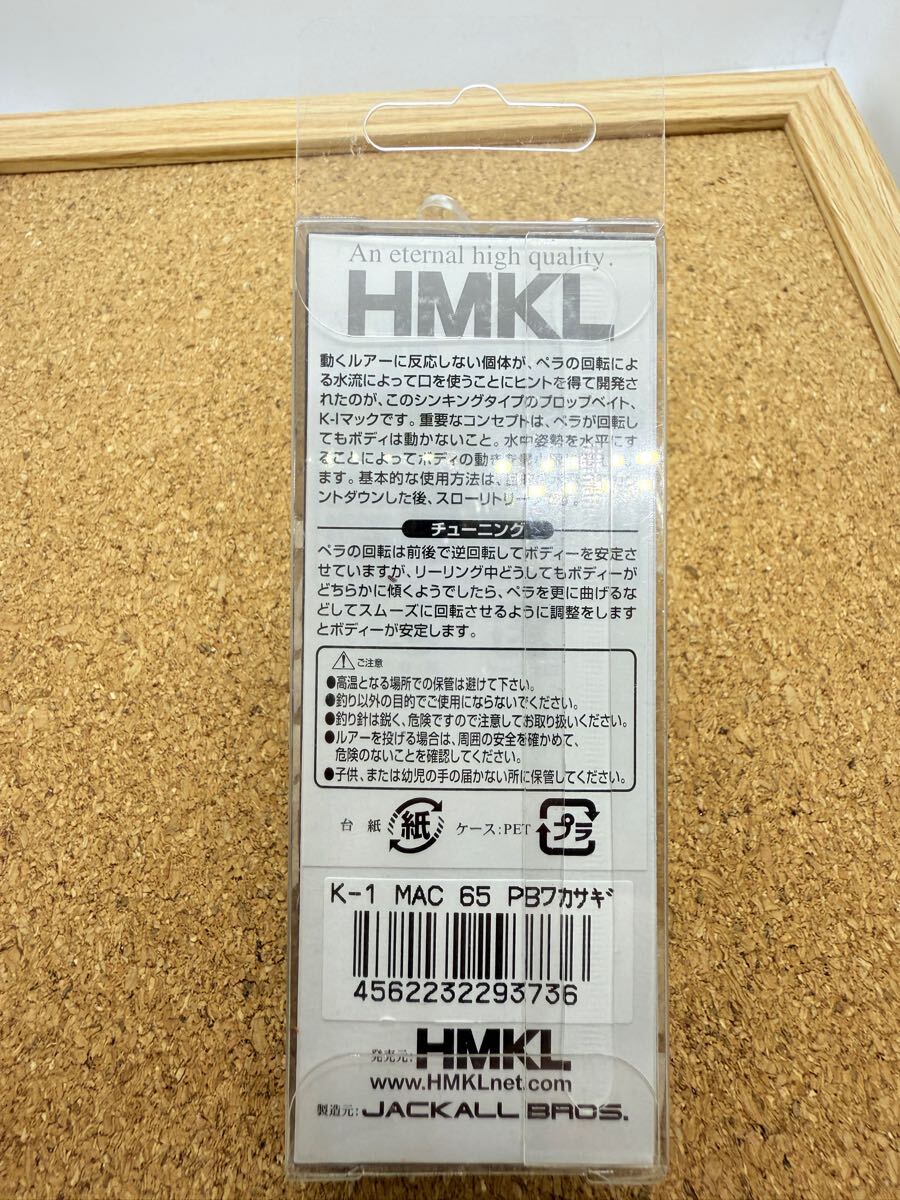 An eternal high quality.
HMKL
動くルアーに反応しない個体が、ペラの回転によ
る水流によって口を使うことにヒントを得て開発さ
れたのが、このシンキングタイプのプロップベイト、
K-Iマックです。重要なコンセプトは、ペラが回転し
てもボディは動かないこと。水中姿勢を水平にす
ることによってボディの動きを
ます。基本的な使用方法は、
ントダウンした後、スローリトリー
チューニング
ペラの回転は前後で逆回転してボディーを安定さ
せていますが、リーリング中どうしてもボディーが
どちらかに傾くようでしたら、ペラを更に曲げるな
どしてスムーズに回転させるように調整をします
とボディーが安定します。
ご注意
●高温となる場所での保管は避けて下さい。
●釣り以外の目的でご使用にならないでください。
●釣り針は鋭く、危険ですので注意してお取り扱いください。
●ルアーを投げる場合は、周囲の安全を確かめて、
危険のないことを確認してください。
●子供、または幼児の手の届かない所に保管してください。
台 紙 紙 ケース:PET プラ
K-1 MAC 65 PBワカサギ
4562232293736
発売元: HMKL
www.HMKLnet.com
製造元: JACKALL BROS.